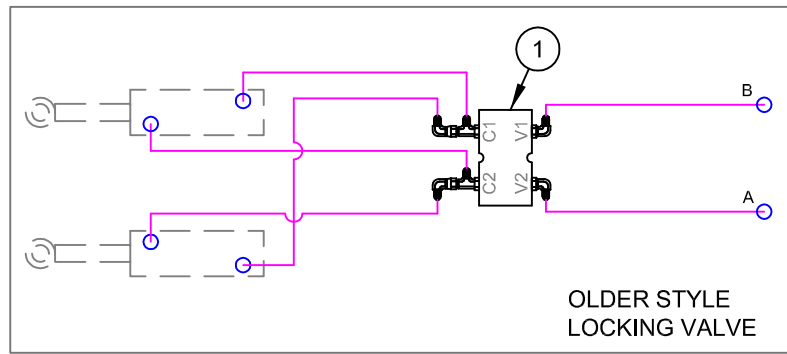 1
B
C1 V1
C2 V2
A
OLDER STYLE
LOCKING VALVE